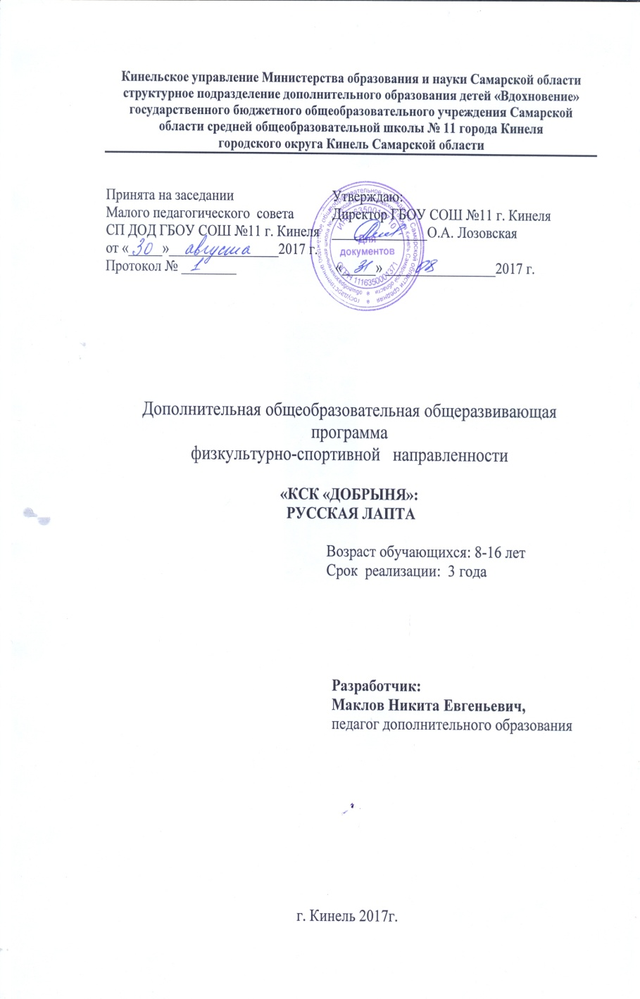 Кинельское управление Министерства образования и науки Самарской области
структурное подразделение дополнительного образования детей «Вдохновение»
государственного бюджетного общеобразовательного учреждения Самарской
области средней общеобразовательной школы № 11 города Кинеля
городского округа Кинель Самарской области
Принята на заседании
Малого педагогического совета
СП ДОД ГБОУ СОШ №11 г. Кинеля
от «30» августа 2017 г.
Протокол № 1
Утверждаю:
Директор ГБОУ СОШ №11 г. Кинеля
О.А. Лозовская
«31» 08 2017 г.
для
документов
ОГРН 1116350001371
Дополнительная общеобразовательная общеразвивающая
программа
физкультурно-спортивной направленности
«КСК «ДОБРЫНЯ»:
РУССКАЯ ЛАПТА
Возраст обучающихся: 8-16 лет
Срок реализации: 3 года
Разработчик:
Маклов Никита Евгеньевич,
педагог дополнительного образования
г. Кинель 2017г.